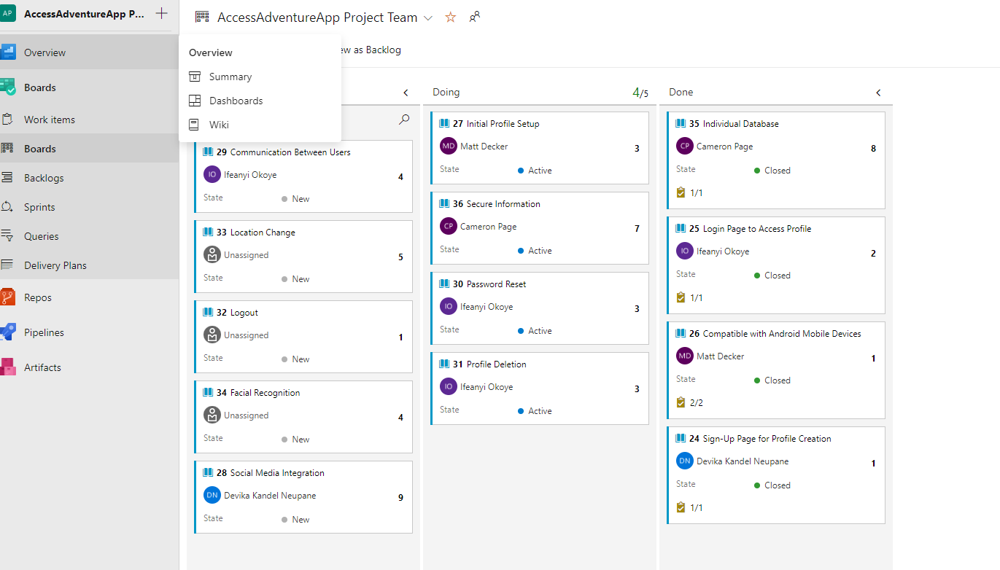 AP AccessAdventureApp P...
Overview
Boards
Work items
Boards
Backlogs
Sprints
Queries
Delivery Plans
Repos
Pipelines
Artifacts
AccessAdventureApp Project Team
Overview
Summary
Dashboards
Wiki
as Backlog
29 Communication Between Users
IO Ifeanyi Okoye
4
State New
33 Location Change
Unassigned
5
State New
32 Logout
Unassigned
1
State New
34 Facial Recognition
Unassigned
4
State New
28 Social Media Integration
DN Devika Kandel Neupane
9
State New
Doing 4/5
27 Initial Profile Setup
MD Matt Decker
3
State Active
36 Secure Information
CP Cameron Page
7
State Active
30 Password Reset
IO Ifeanyi Okoye
3
State Active
31 Profile Deletion
IO Ifeanyi Okoye
3
State Active
Done
35 Individual Database
CP Cameron Page
8
State Closed
1/1
25 Login Page to Access Profile
IO Ifeanyi Okoye
2
State Closed
1/1
26 Compatible with Android Mobile Devices
MD Matt Decker
1
State Closed
2/2
24 Sign-Up Page for Profile Creation
DN Devika Kandel Neupane
1
State Closed
1/1